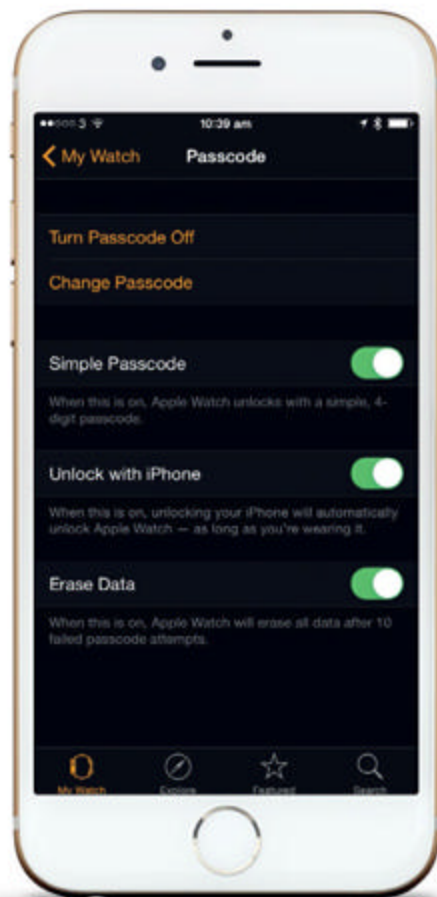 3
10:39 am
My Watch
Passcode
Turn Passcode Off
Change Passcode
Simple Passcode
When this is on, Apple Watch unlocks with a simple, 4-
digit passcode.
Unlock with iPhone
When this is on, unlocking your iPhone will automatically
unlock Apple Watch — as long as you're wearing it.
Erase Data
When this is on, Apple Watch will erase all data after 10
failed passcode attempts.
My Watch
Explore
Featured
Search